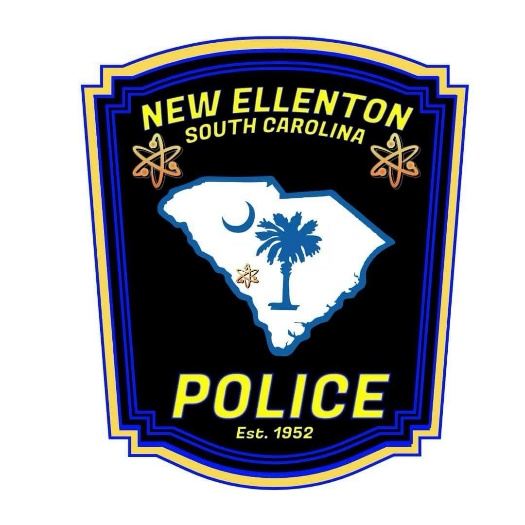 NEW ELLENTON
SOUTH CAROLINA
POLICE
Est. 1952